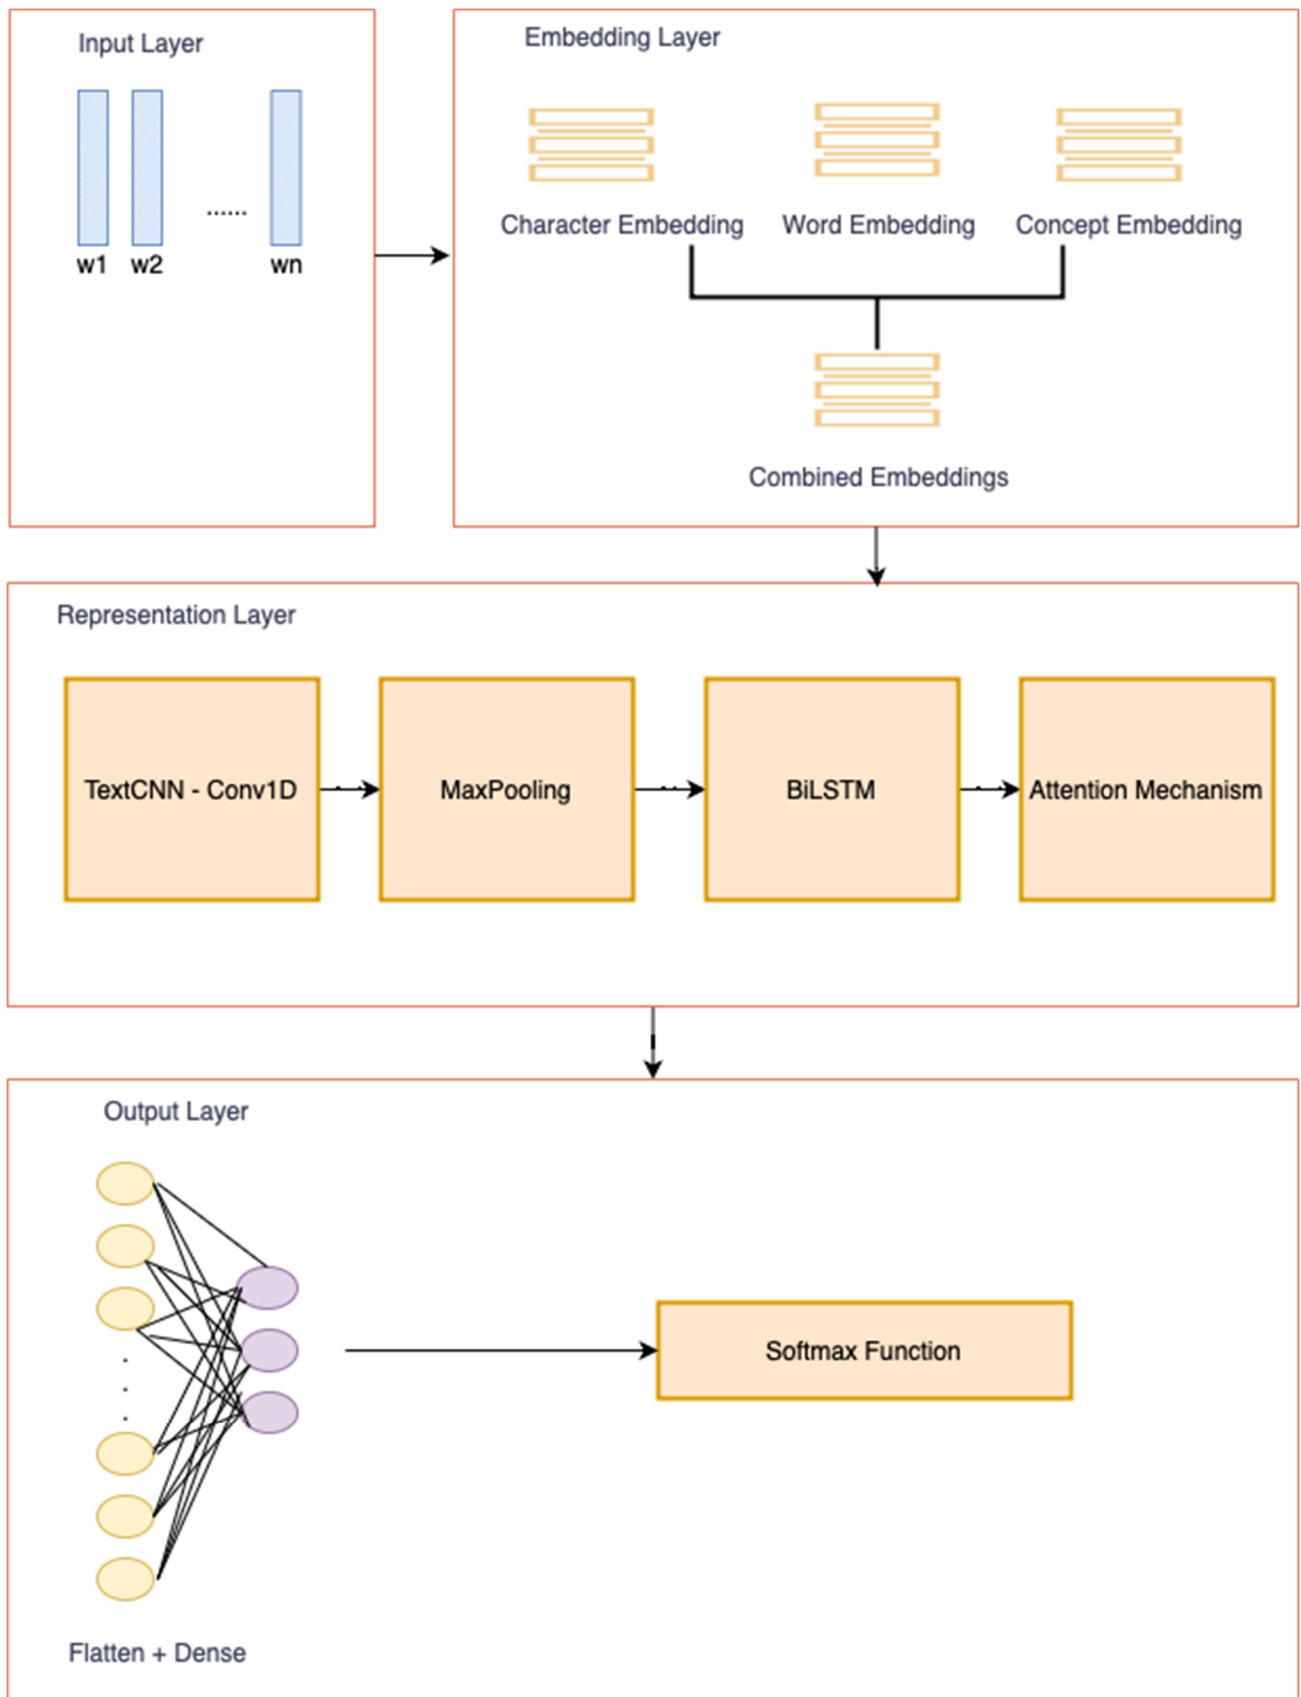 Input Layer
......
w1 w2 wn
Embedding Layer
Character Embedding Word Embedding Concept Embedding
Combined Embeddings
Representation Layer
TextCNN - Conv1D MaxPooling BiLSTM Attention Mechanism
Output Layer
Softmax Function
Flatten + Dense